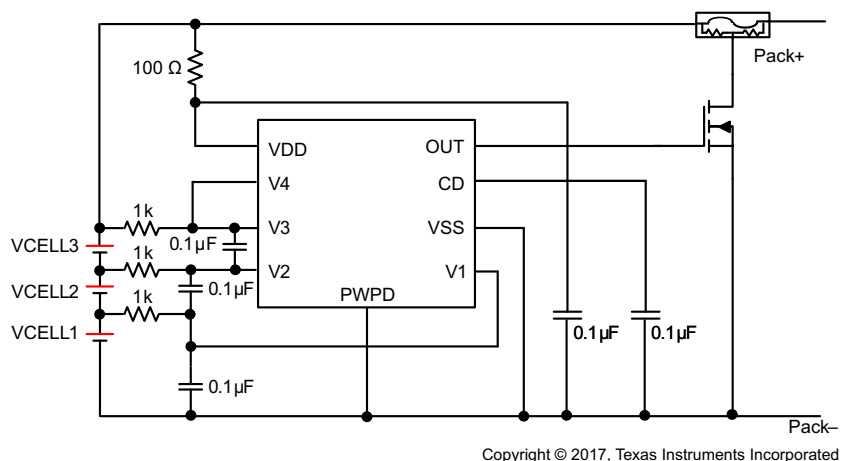 Pack+
100 Ω
VDD
OUT
V4
CD
1k
V3
0.1µF
VSS
VCELL3
1k
V2
V1
VCELL2
0.1µF
1k
PWPD
VCELL1
0.1µF
0.1µF
0.1µF
Pack–
Copyright © 2017, Texas Instruments Incorporated